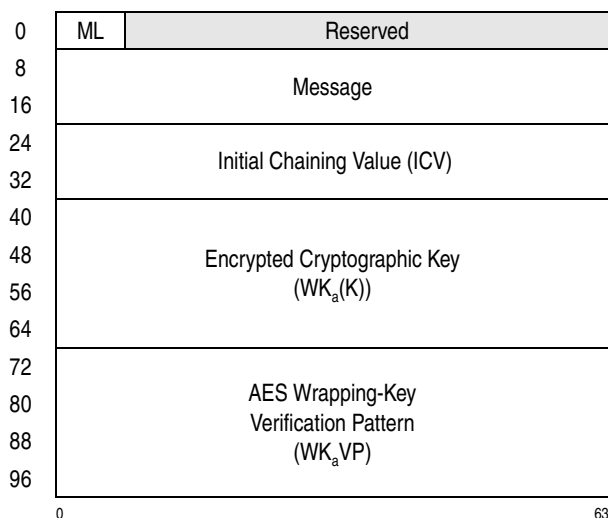 0 ML Reserved
8
Message
16
24
Initial Chaining Value (ICV)
32
40
48 Encrypted Cryptographic Key
56 (WKa(K))
64
72
AES Wrapping-Key
80
Verification Pattern
88
(WKaVP)
96
0 63